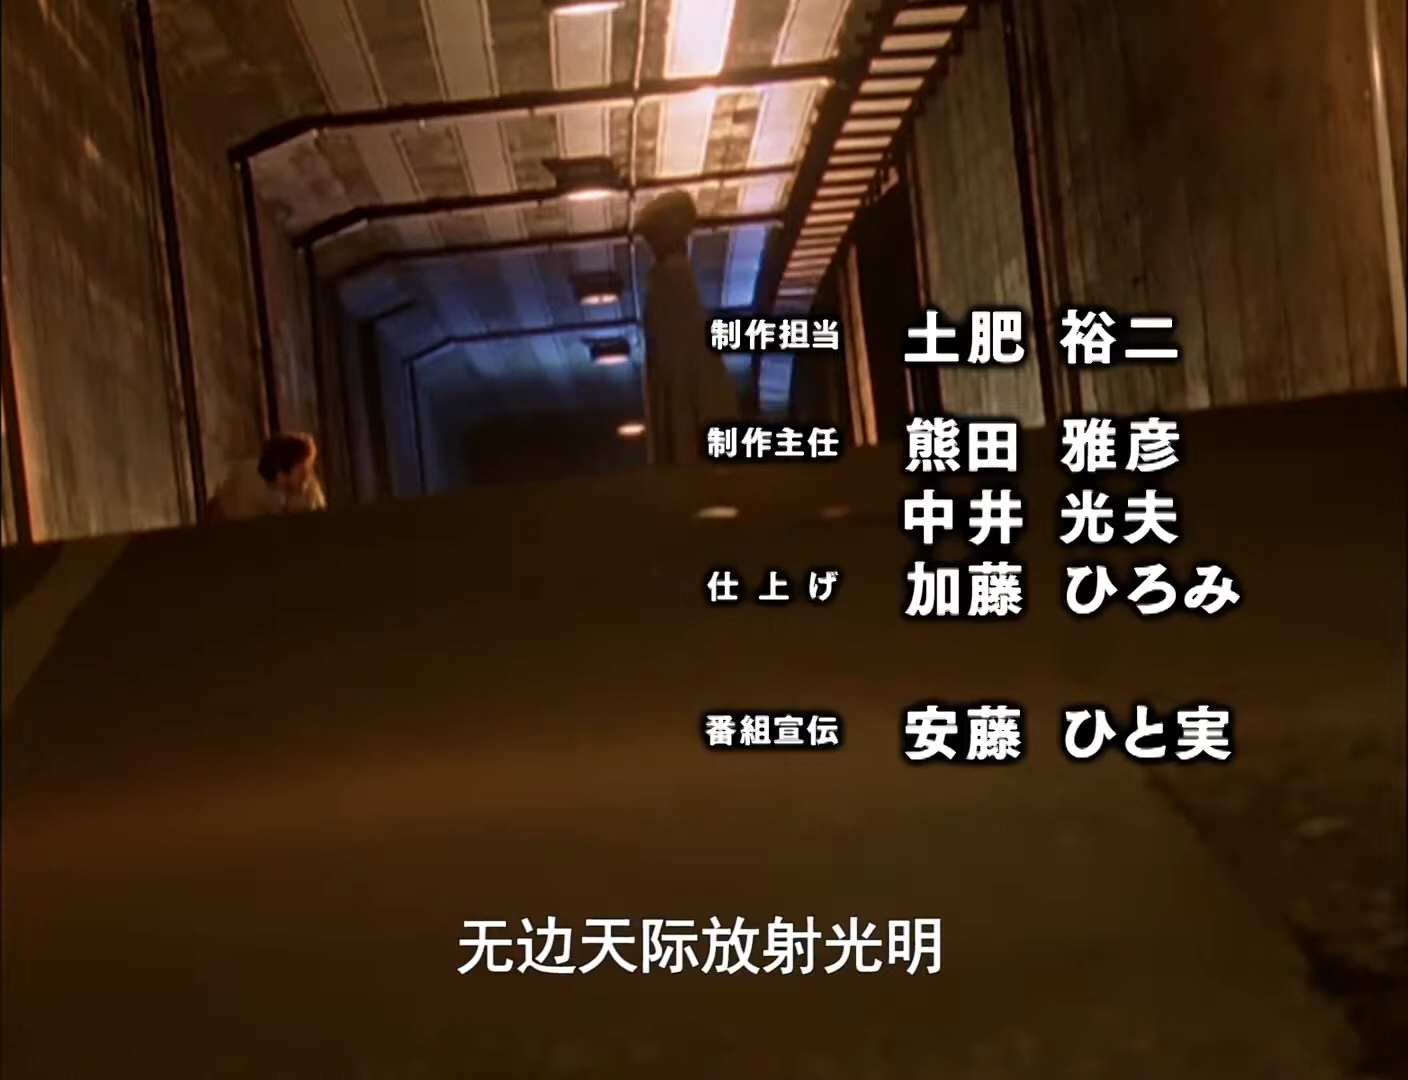 制作担当 土肥 裕二
制作主任 熊田 雅彦
中井 光夫
仕上げ 加藤 ひろみ
番組宣伝 安藤 ひと実
无边天际放射光明